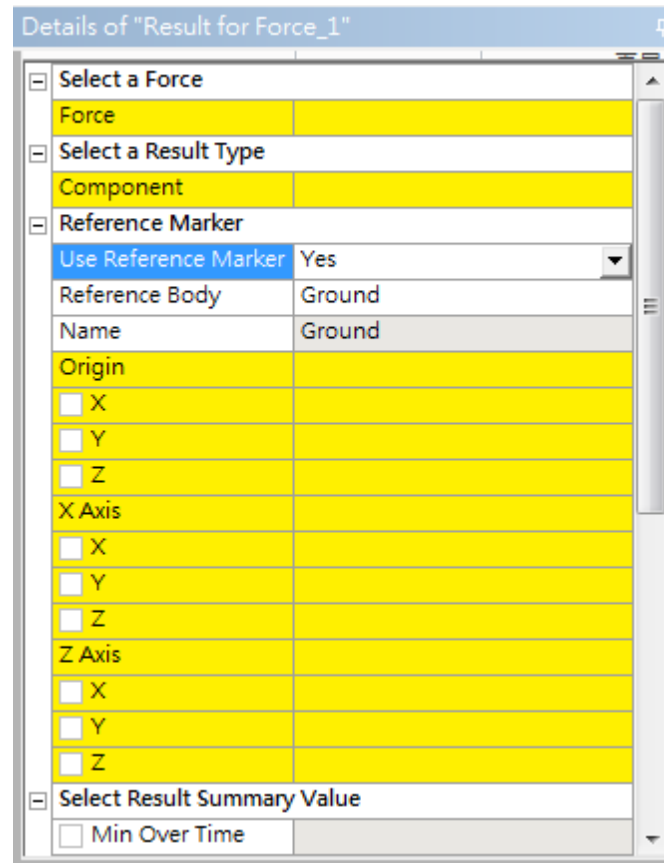 Details of "Result for Force_1"
Select a Force
Force
Select a Result Type
Component
Reference Marker
Use Reference Marker Yes
Reference Body Ground
Name Ground
Origin
X
Y
Z
X Axis
X
Y
Z
Z Axis
X
Y
Z
Select Result Summary Value
Min Over Time